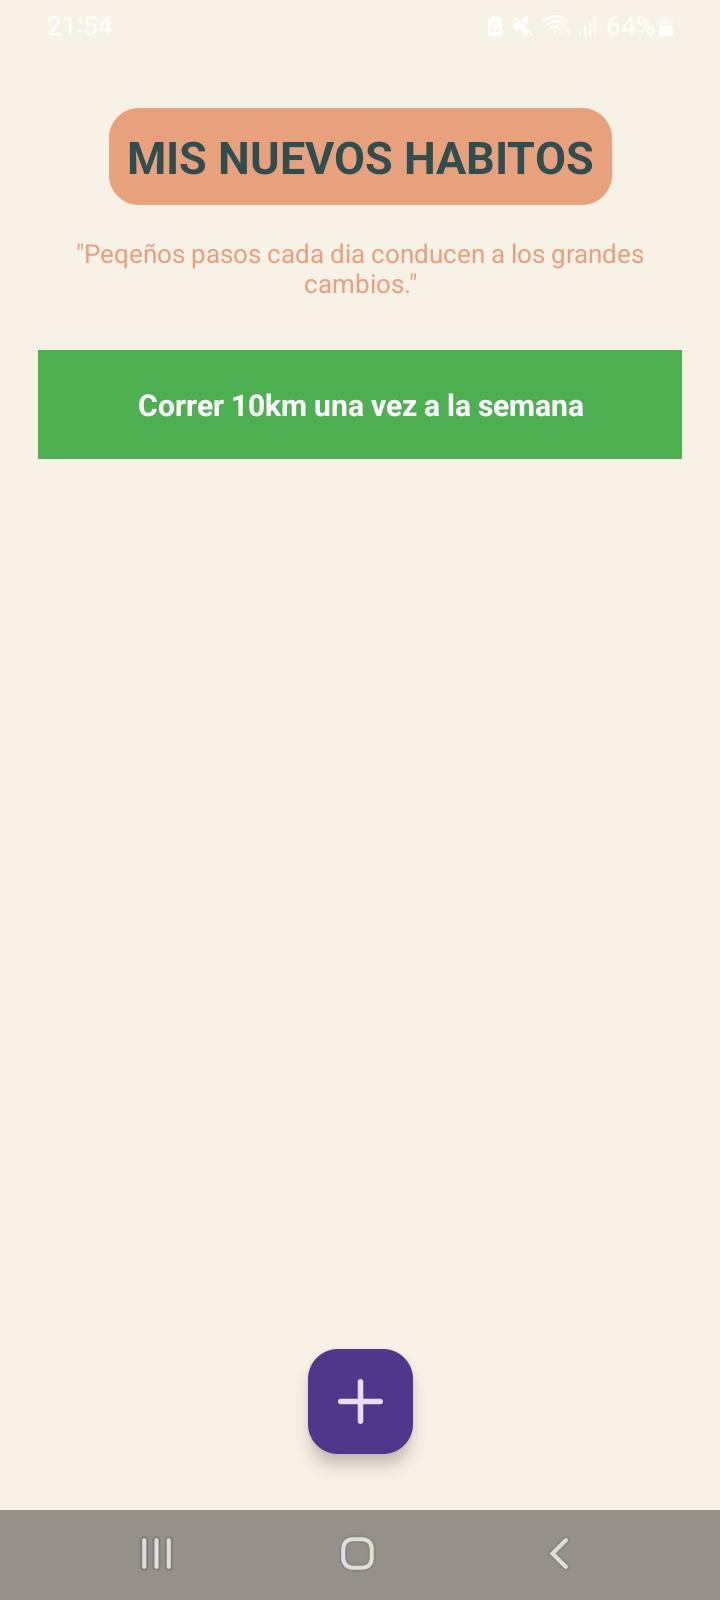 21:54
64%
MIS NUEVOS HABITOS
"Peqeños pasos cada dia conducen a los grandes
cambios."
Correr 10km una vez a la semana